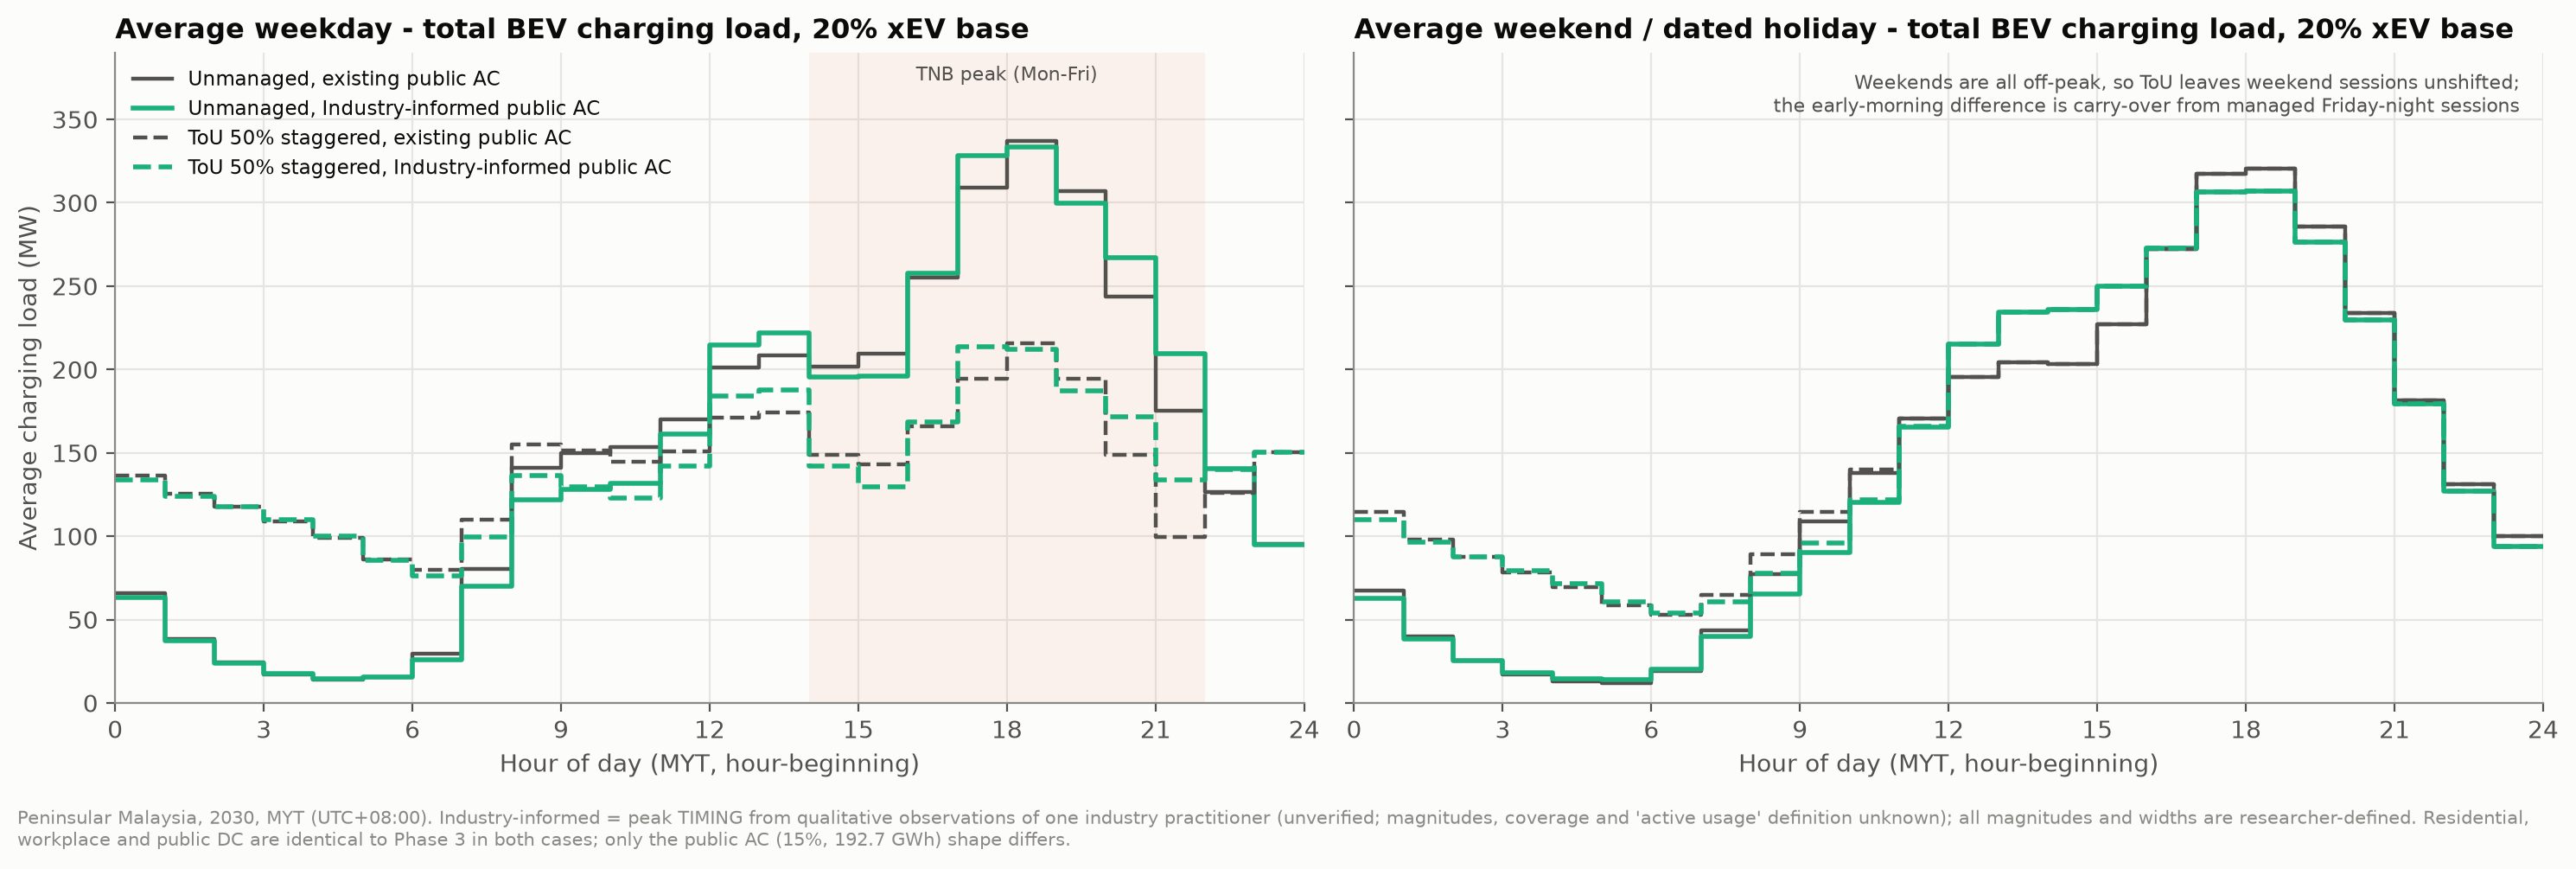 Average weekday - total BEV charging load, 20% xEV base
Unmanaged, existing public AC
Unmanaged, Industry-informed public AC
ToU 50% staggered, existing public AC
ToU 50% staggered, Industry-informed public AC
TNB peak (Mon-Fri)
Average charging load (MW)
350
300
250
200
150
100
50
0
0 3 6 9 12 15 18 21 24
Hour of day (MYT, hour-beginning)
Average weekend / dated holiday - total BEV charging load, 20% xEV base
Weekends are all off-peak, so ToU leaves weekend sessions unshifted;
the early-morning difference is carry-over from managed Friday-night sessions
0 3 6 9 12 15 18 21 24
Hour of day (MYT, hour-beginning)
Peninsular Malaysia, 2030, MYT (UTC+08:00). Industry-informed = peak TIMING from qualitative observations of one industry practitioner (unverified; magnitudes, coverage and 'active usage' definition unknown); all magnitudes and widths are researcher-defined. Residential,
workplace and public DC are identical to Phase 3 in both cases; only the public AC (15%, 192.7 GWh) shape differs.